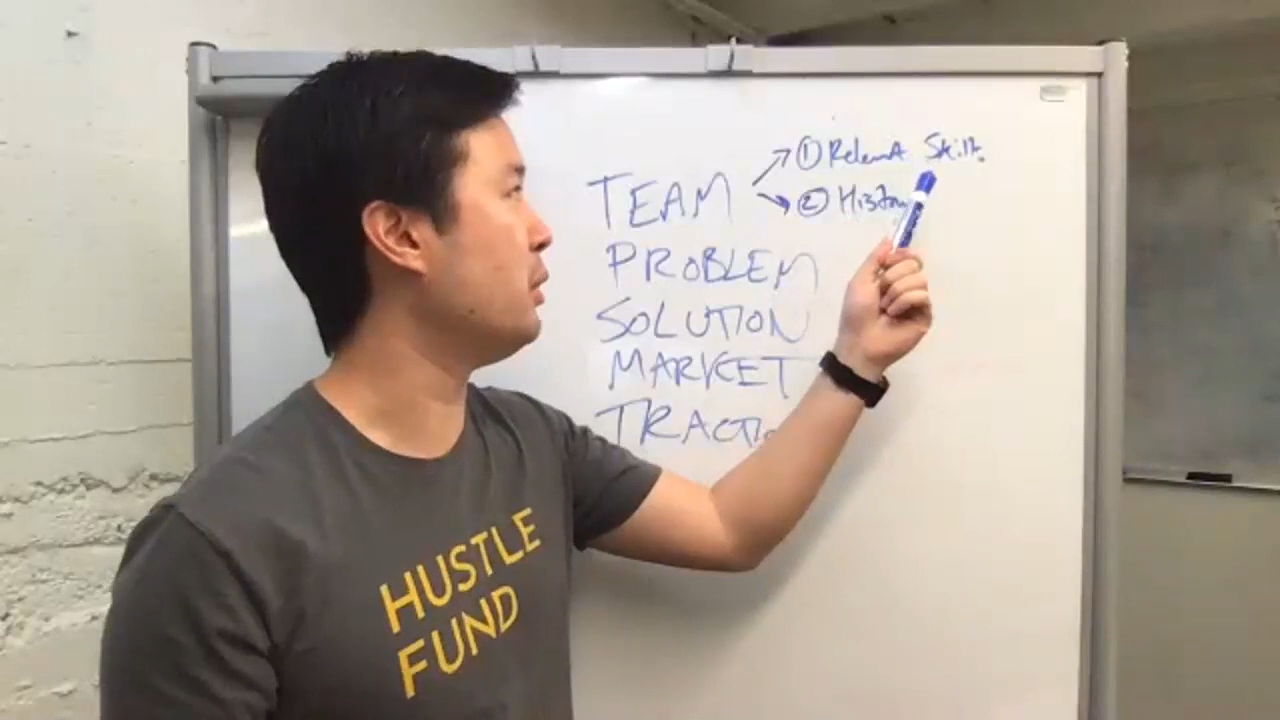 TEAM
① Relevant Skills
② History
PROBLEM
SOLUTION
MARKET
TRACTIO
HUSTLE
FUND